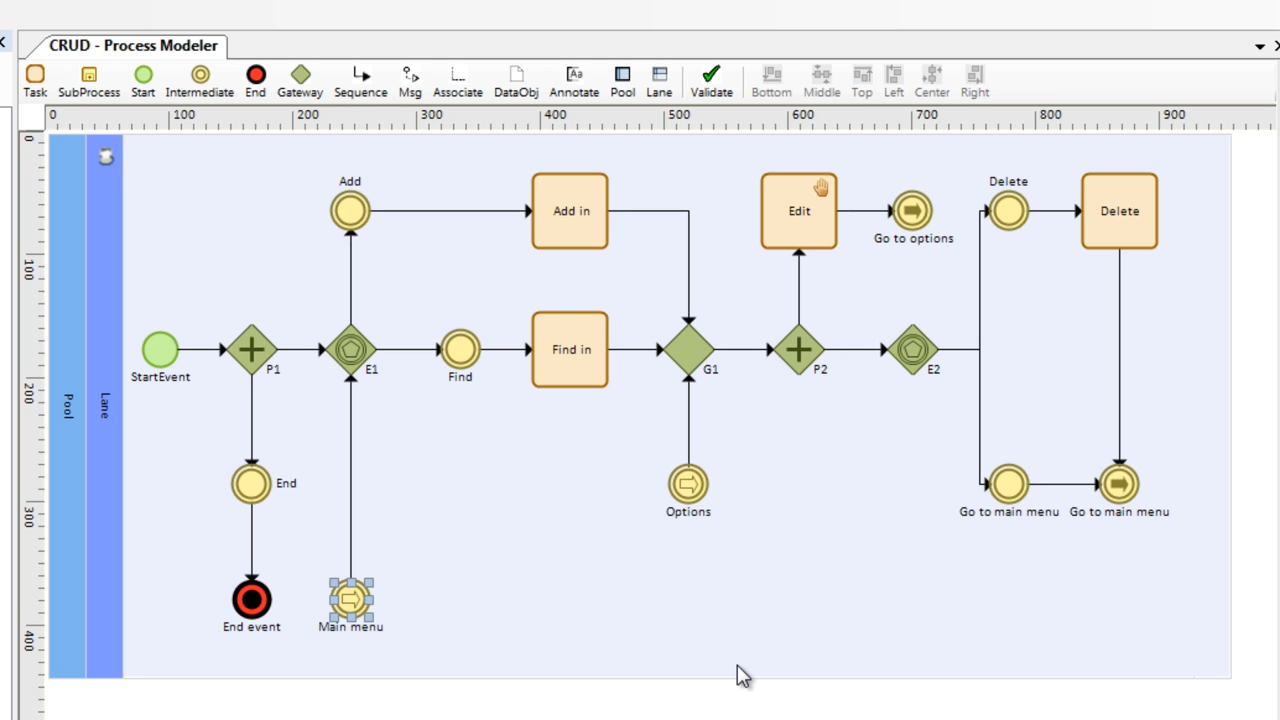 CRUD - Process Modeler
Task SubProcess Start Intermediate End Gateway Sequence Msg Associate DataObj Annotate Pool Lane Validate Bottom Middle Top Left Center Right
0 100 200 300 400 500 600 700 800 900
0
100
200
300
400
Pool
Lane
Add
Add in
Edit
Go to options
Delete
Delete
StartEvent
P1
E1
Find
Find in
G1
P2
E2
End
Options
Go to main menu
Go to main menu
End event
Main menu